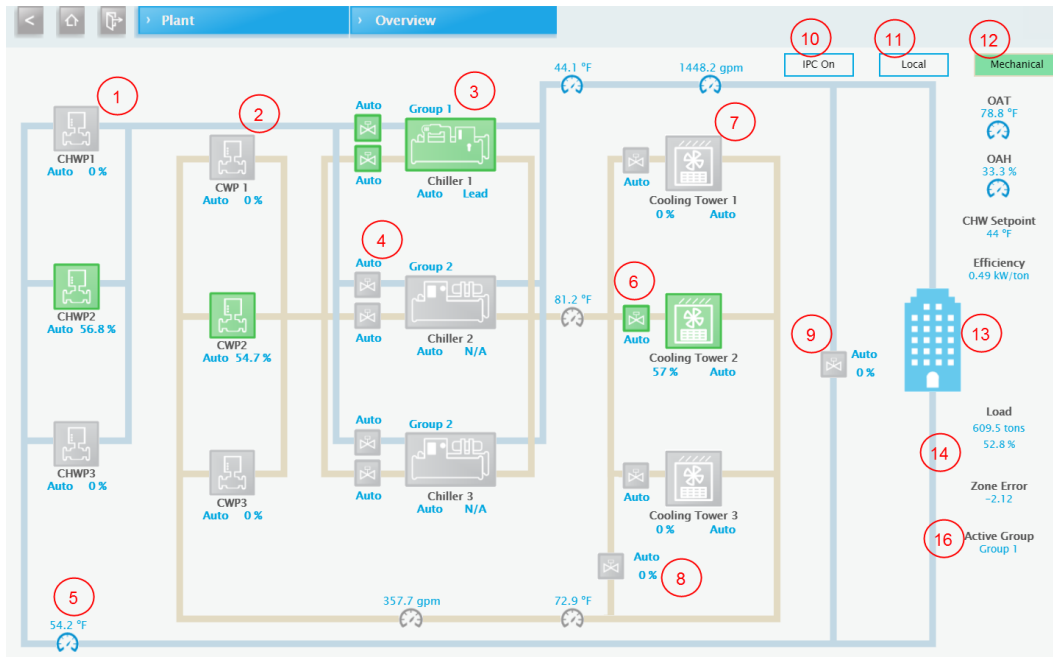 < › Plant › Overview
10 11 12
IPC On Local Mechanical
44.1 °F 1448.2 gpm
1
CHWP1
Auto 0 %
2
CWP 1
Auto 0 %
Auto Group 1 3
Auto
Chiller 1
Auto Lead
7
Auto
Cooling Tower 1
0 % Auto
OAT
78.8 °F
OAH
33.3 %
CHW Setpoint
44 °F
Efficiency
0.49 kW/ton
4
Auto Group 2
Auto
Chiller 2
Auto N/A
CHWP2
Auto 56.8 %
CWP2
Auto 54.7 %
81.2 °F
6
Auto
Cooling Tower 2
57 % Auto
9
Auto
0 %
13
Auto Group 2
Auto
Chiller 3
Auto N/A
CHWP3
Auto 0 %
CWP3
Auto 0 %
Auto
Cooling Tower 3
0 % Auto
Load
609.5 tons
52.8 %
14
Zone Error
-2.12
16 Active Group
Group 1
Auto
0 % 8
5
54.2 °F
357.7 gpm 72.9 °F